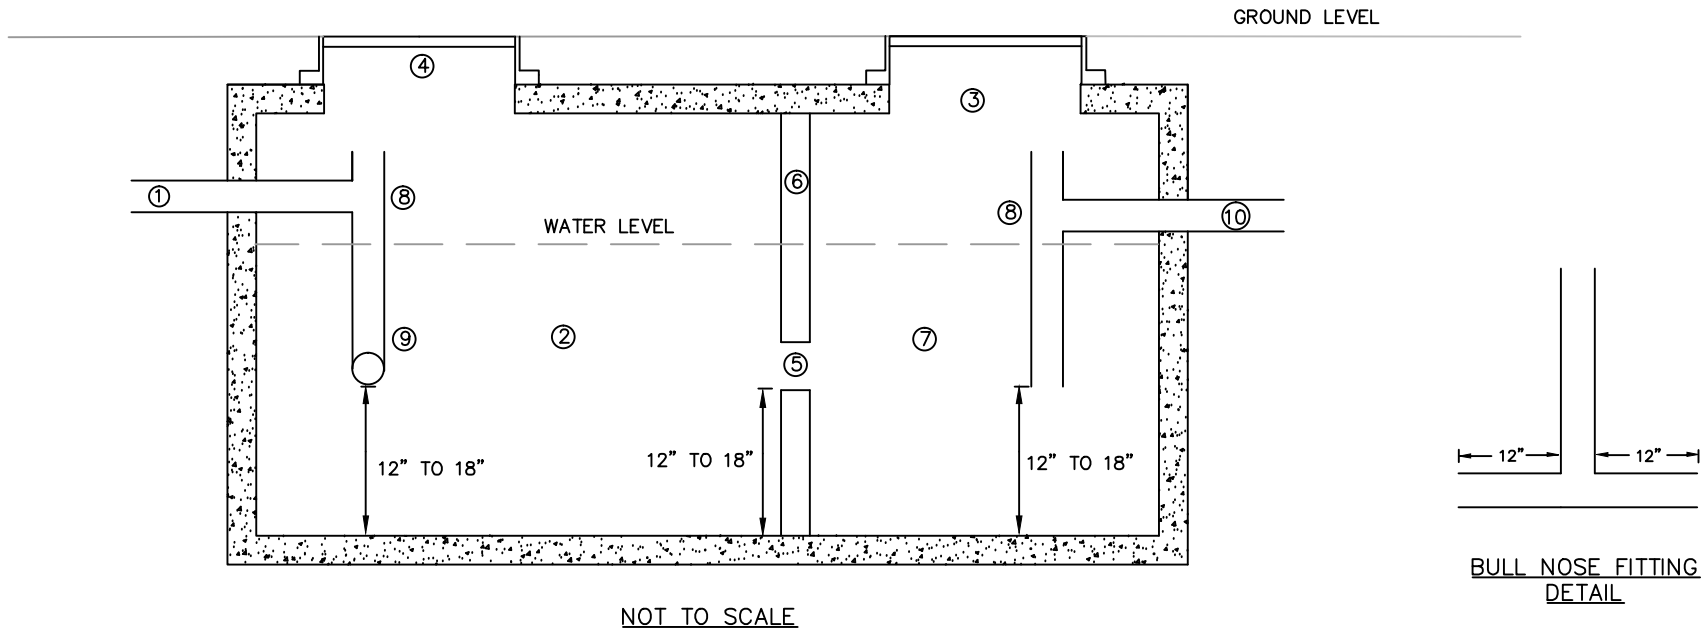 GROUND LEVEL
④
③
①
⑧
⑥
⑧
⑩
WATER LEVEL
⑨
②
⑤
⑦
12” TO 18”
12” TO 18”
12” TO 18”
12”
12”
BULL NOSE FITTING
DETAIL
NOT TO SCALE